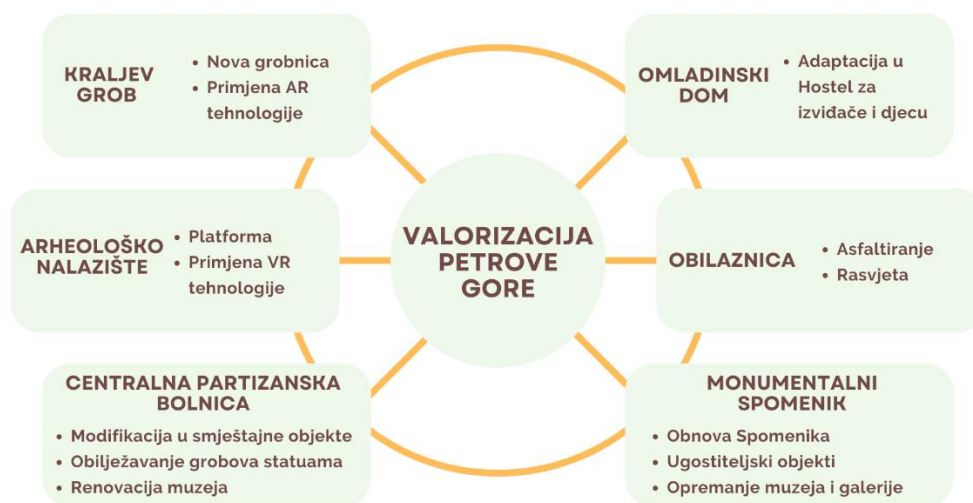 KRALJEV
GROB
• Nova grobnica
• Primjena AR
tehnologije
OMLADINSKI
DOM
• Adaptacija u
Hostel za
izviđače i djecu
ARHEOLOŠKO
NALAZIŠTE
• Platforma
• Primjena VR
tehnologije
VALORIZACIJA
PETROVE
GORE
OBILAZNICA
• Asfaltiranje
• Rasvjeta
CENTRALNA PARTIZANSKA
BOLNICA
• Modifikacija u smještajne objekte
• Obilježavanje grobova statuama
• Renovacija muzeja
MONUMENTALNI
SPOMENIK
• Obnova Spomenika
• Ugostiteljski objekti
• Opremanje muzeja i galerije